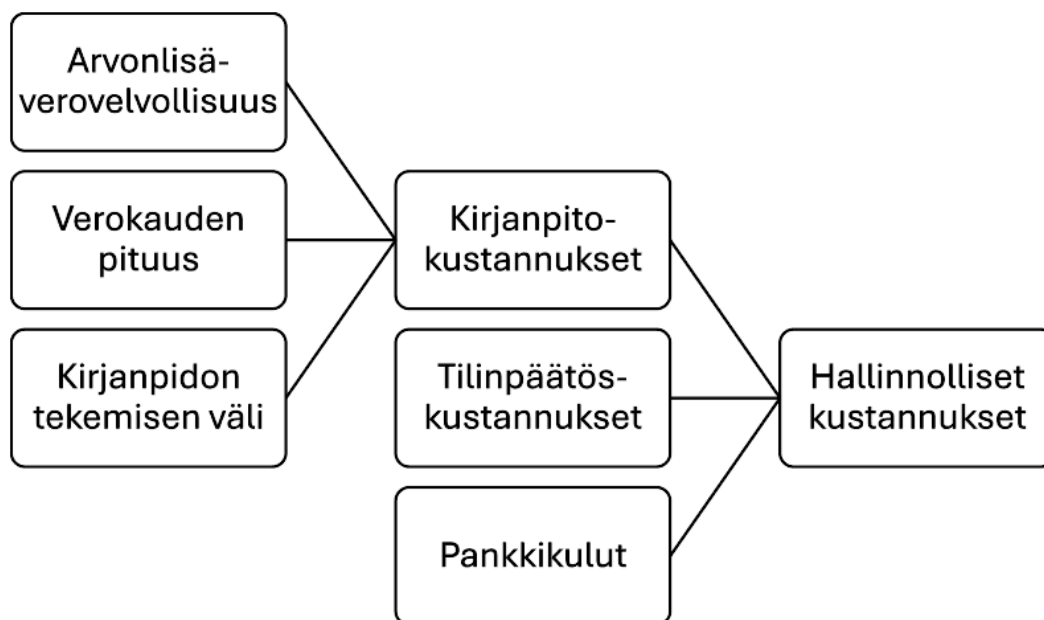 Arvonlisä-
verovelvollisuus
Verokauden
pituus
Kirjanpidon
tekemisen väli
Kirjanpito-
kustannukset
Tilinpäätös-
kustannukset
Pankkikulut
Hallinnolliset
kustannukset